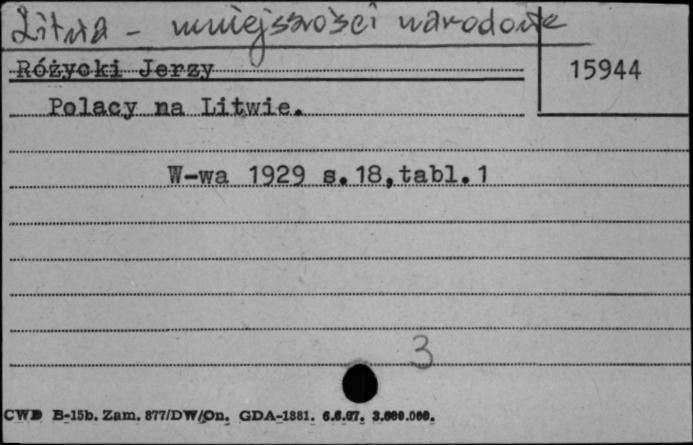 Litwa - mniejszości narodowe
Różycki Jerzy
15944
Polacy na Litwie.
W-wa 1929 s.18,tabl.1
3
CWD B-15b. Zam. 877/DW/On. GDA-1881. 6.6.67. 3.000.000.